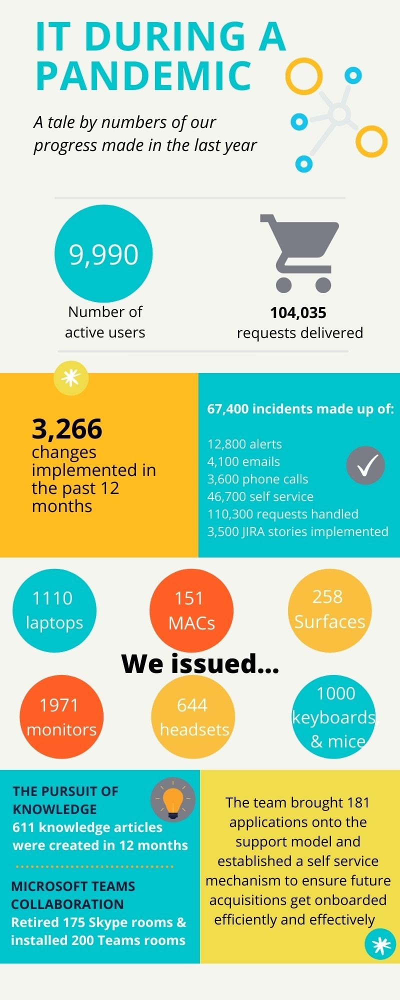 IT DURING A
PANDEMIC
A tale by numbers of our
progress made in the last year
9,990
Number of
active users
104,035
requests delivered
3,266
changes
implemented in
the past 12
months
67,400 incidents made up of:
12,800 alerts
4,100 emails
3,600 phone calls
46,700 self service
110,300 requests handled
3,500 JIRA stories implemented
1110
laptops
151
MACs
258
Surfaces
We issued...
1971
monitors
644
headsets
1000
keyboards,
& mice
THE PURSUIT OF
KNOWLEDGE
611 knowledge articles
were created in 12 months
MICROSOFT TEAMS
COLLABORATION
Retired 175 Skype rooms &
installed 200 Teams rooms
The team brought 181
applications onto the
support model and
established a self service
mechanism to ensure future
acquisitions get onboarded
efficiently and effectively